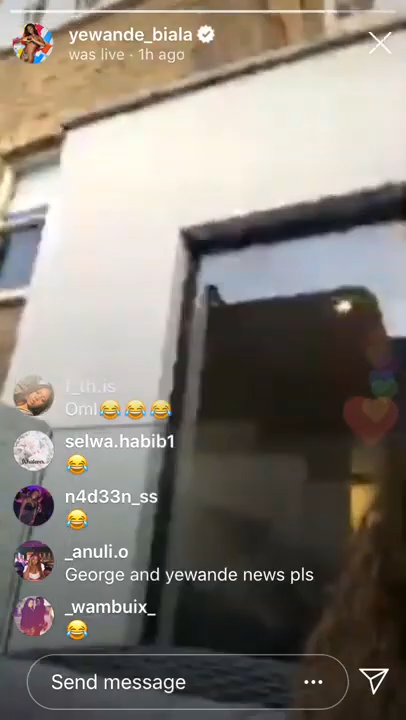 yewande_biala
was live · 1h ago
Oml😂😂😂
selwa.habib1
😂
n4d33n_ss
😂
_anuli.o
George and yewande news pls
_wambuix_
😂
Send message